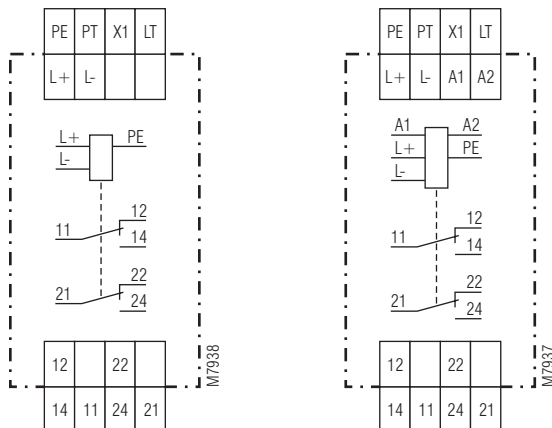 PE PT X1 LT
L+ L-
L+ PE
L-
12
11 14
22
21 24
12 22
14 11 24 21
M7938
PE PT X1 LT
L+ L- A1 A2
A1 A2
L+ PE
L-
12
11 14
22
21 24
12 22
14 11 24 21
M7937